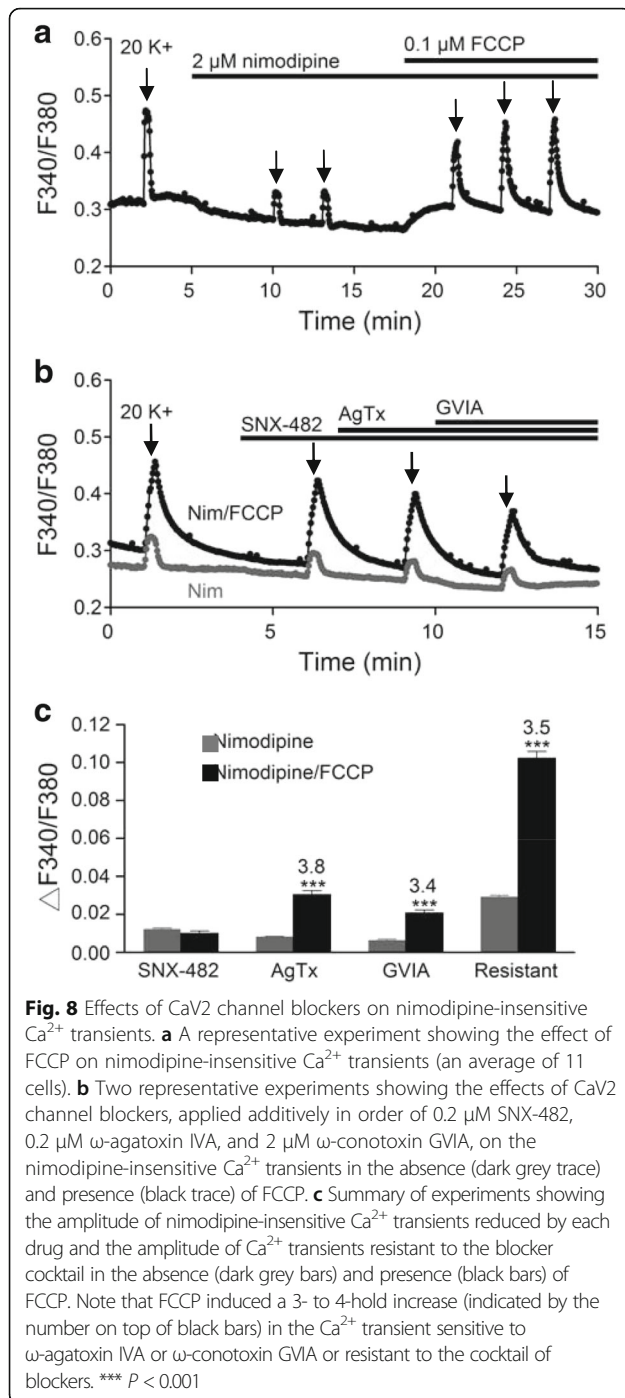 a
0.1 µM FCCP
20 K+
2 µM nimodipine
0.6
0.5
0.4
0.3
0.2
F340/F380
0 5 10 15 20 25 30
Time (min)
b
GVIA
AgTx
20 K+
SNX-482
0.6
0.5
0.4
0.3
0.2
F340/F380
Nim/FCCP
Nim
0 5 10 15
Time (min)
c
0.12
0.10
0.08
0.06
0.04
0.02
0.00
△F340/F380
Nimodipine
Nimodipine/FCCP
3.8
***
3.4
***
3.5
***
SNX-482 AgTx GVIA Resistant
Fig. 8 Effects of CaV2 channel blockers on nimodipine-insensitive
Ca²⁺ transients. a A representative experiment showing the effect of
FCCP on nimodipine-insensitive Ca²⁺ transients (an average of 11
cells). b Two representative experiments showing the effects of CaV2
channel blockers, applied additively in order of 0.2 µM SNX-482,
0.2 µM ω-agatoxin IVA, and 2 µM ω-conotoxin GVIA, on the
nimodipine-insensitive Ca²⁺ transients in the absence (dark grey trace)
and presence (black trace) of FCCP. c Summary of experiments showing
the amplitude of nimodipine-insensitive Ca²⁺ transients reduced by each
drug and the amplitude of Ca²⁺ transients resistant to the blocker
cocktail in the absence (dark grey bars) and presence (black bars) of
FCCP. Note that FCCP induced a 3- to 4-hold increase (indicated by the
number on top of black bars) in the Ca²⁺ transient sensitive to
ω-agatoxin IVA or ω-conotoxin GVIA or resistant to the cocktail of
blockers. *** P < 0.001